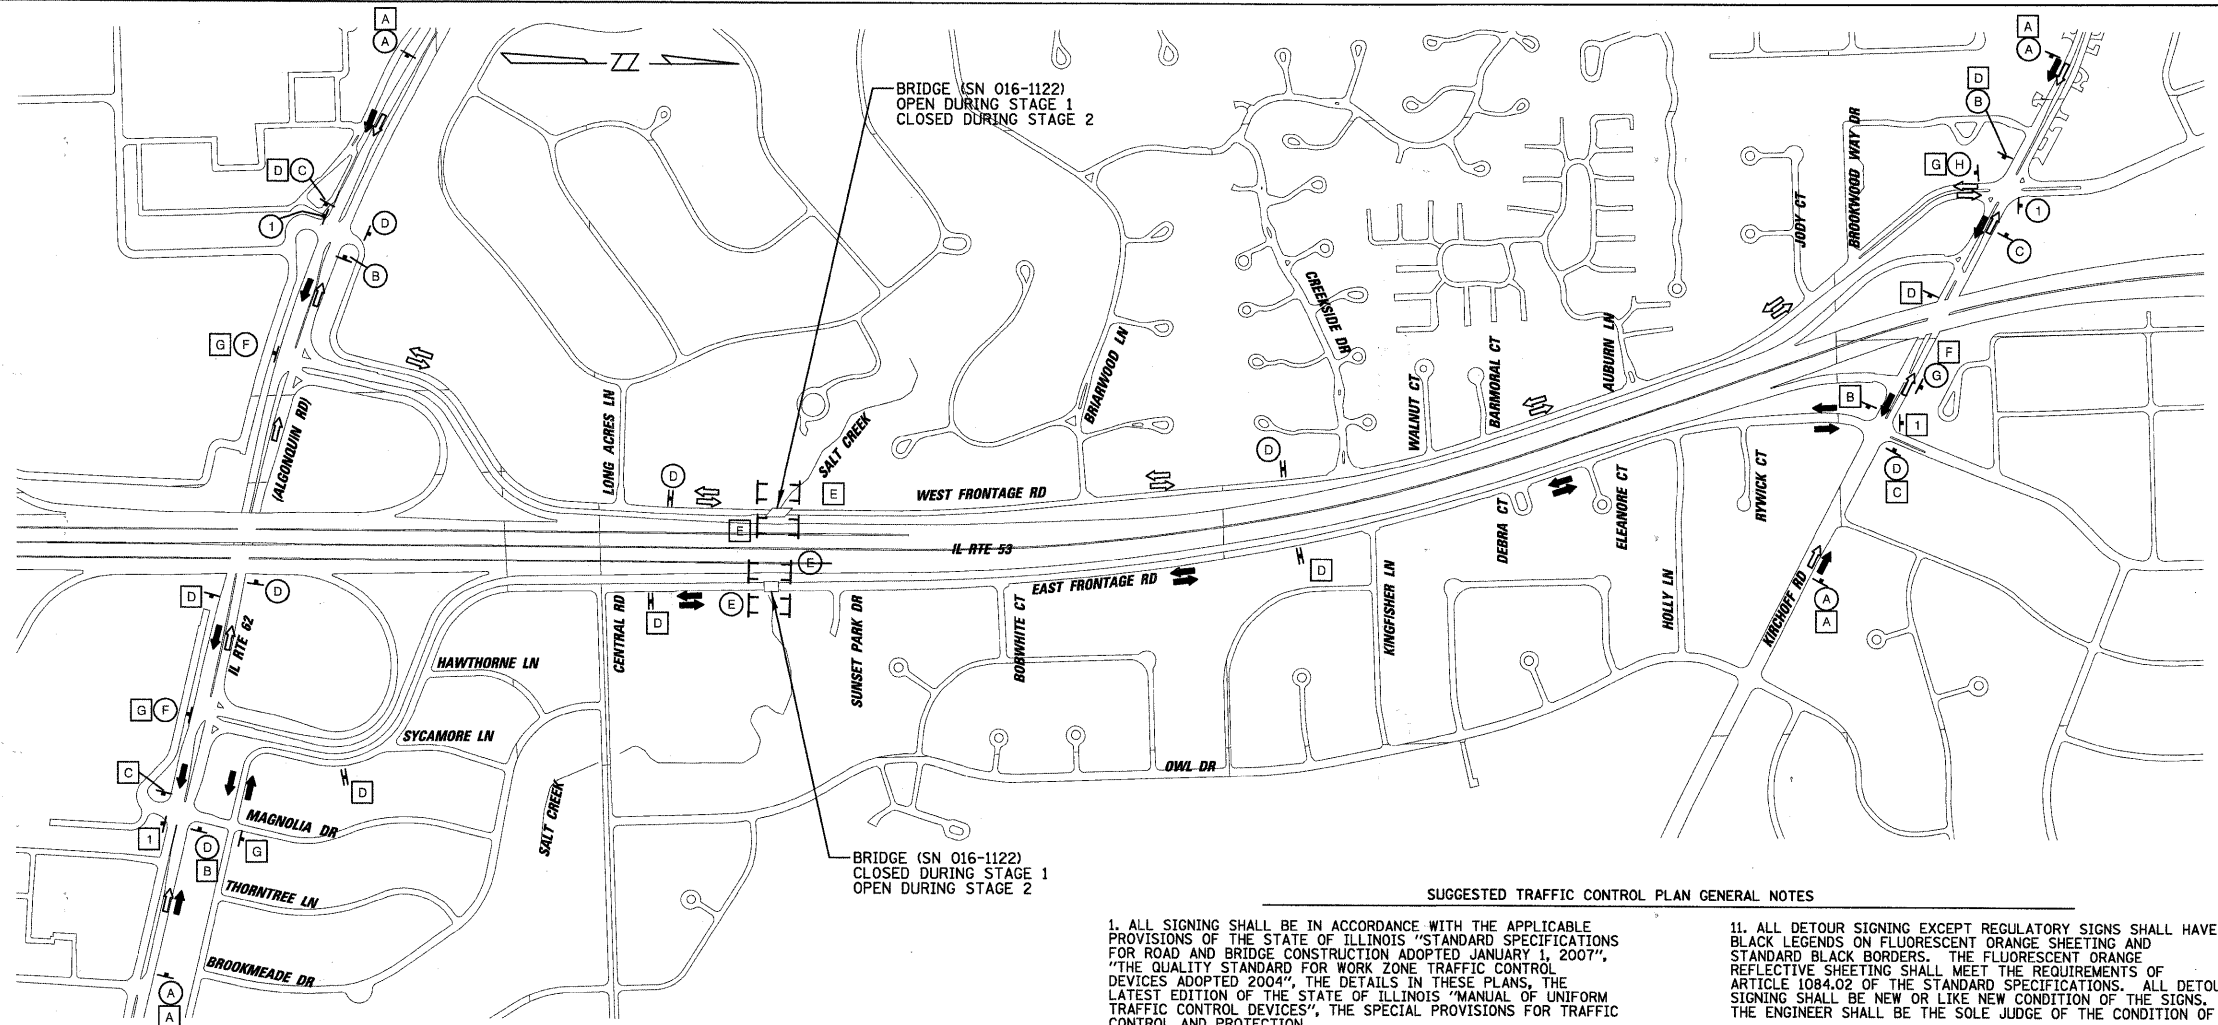 A
A
A
A
BRIDGE (SN 016-1122)
OPEN DURING STAGE 1
CLOSED DURING STAGE 2
D
B
D C
1
D
B
G H
1
C
JODY CT
BROOKWOOD WAY DR
D
G F
(ALGONQUIN RD)
LONG ACRES LN
SALT CREEK
BRIARWOOD LN
CREEKSIDE DR
WALNUT CT
BARMORAL CT
AUBURN LN
F
G
B
1
D
C
D
D
E
E
WEST FRONTAGE RD
IL RTE 53
E
E
EAST FRONTAGE RD
D
D
DEBRA CT
ELEANORE CT
RYWICK CT
HOLLY LN
KINGFISHER LN
KIRCHOFF RD
A
A
D
D
IL RTE 62
CENTRAL RD
SUNSET PARK DR
BOBWHITE CT
HAWTHORNE LN
SYCAMORE LN
G F
C
D
1
D
B
G
MAGNOLIA DR
SALT CREEK
OWL DR
THORNTREE LN
BROOKMEADE DR
A
A
BRIDGE (SN 016-1122)
CLOSED DURING STAGE 1
OPEN DURING STAGE 2
SUGGESTED TRAFFIC CONTROL PLAN GENERAL NOTES
1. ALL SIGNING SHALL BE IN ACCORDANCE WITH THE APPLICABLE
PROVISIONS OF THE STATE OF ILLINOIS "STANDARD SPECIFICATIONS
FOR ROAD AND BRIDGE CONSTRUCTION ADOPTED JANUARY 1, 2007",
"THE QUALITY STANDARD FOR WORK ZONE TRAFFIC CONTROL
DEVICES ADOPTED 2004", THE DETAILS IN THESE PLANS, THE
LATEST EDITION OF THE STATE OF ILLINOIS "MANUAL OF UNIFORM
TRAFFIC CONTROL DEVICES", THE SPECIAL PROVISIONS FOR TRAFFIC
CONTROL AND PROTECTION
11. ALL DETOUR SIGNING EXCEPT REGULATORY SIGNS SHALL HAVE
BLACK LEGENDS ON FLUORESCENT ORANGE SHEETING AND
STANDARD BLACK BORDERS. THE FLUORESCENT ORANGE
REFLECTIVE SHEETING SHALL MEET THE REQUIREMENTS OF
ARTICLE 1084.02 OF THE STANDARD SPECIFICATIONS. ALL DETOU
SIGNING SHALL BE NEW OR LIKE NEW CONDITION OF THE SIGNS.
THE ENGINEER SHALL BE THE SOLE JUDGE OF THE CONDITION OF